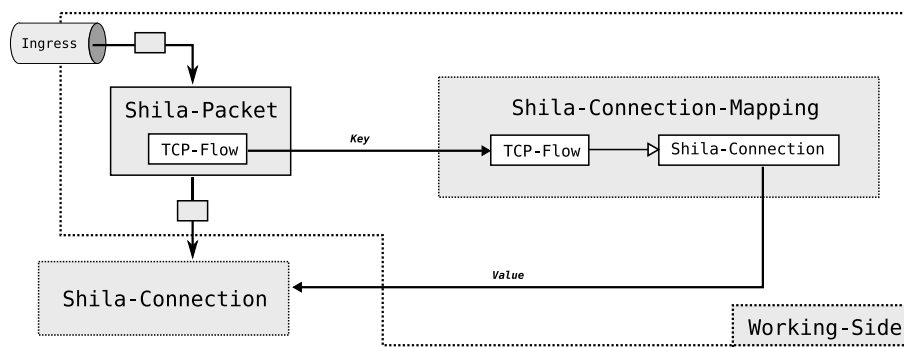 Ingress
Shila-Packet
TCP-Flow
Key
Shila-Connection-Mapping
TCP-Flow
Shila-Connection
Value
Shila-Connection
Working-Side